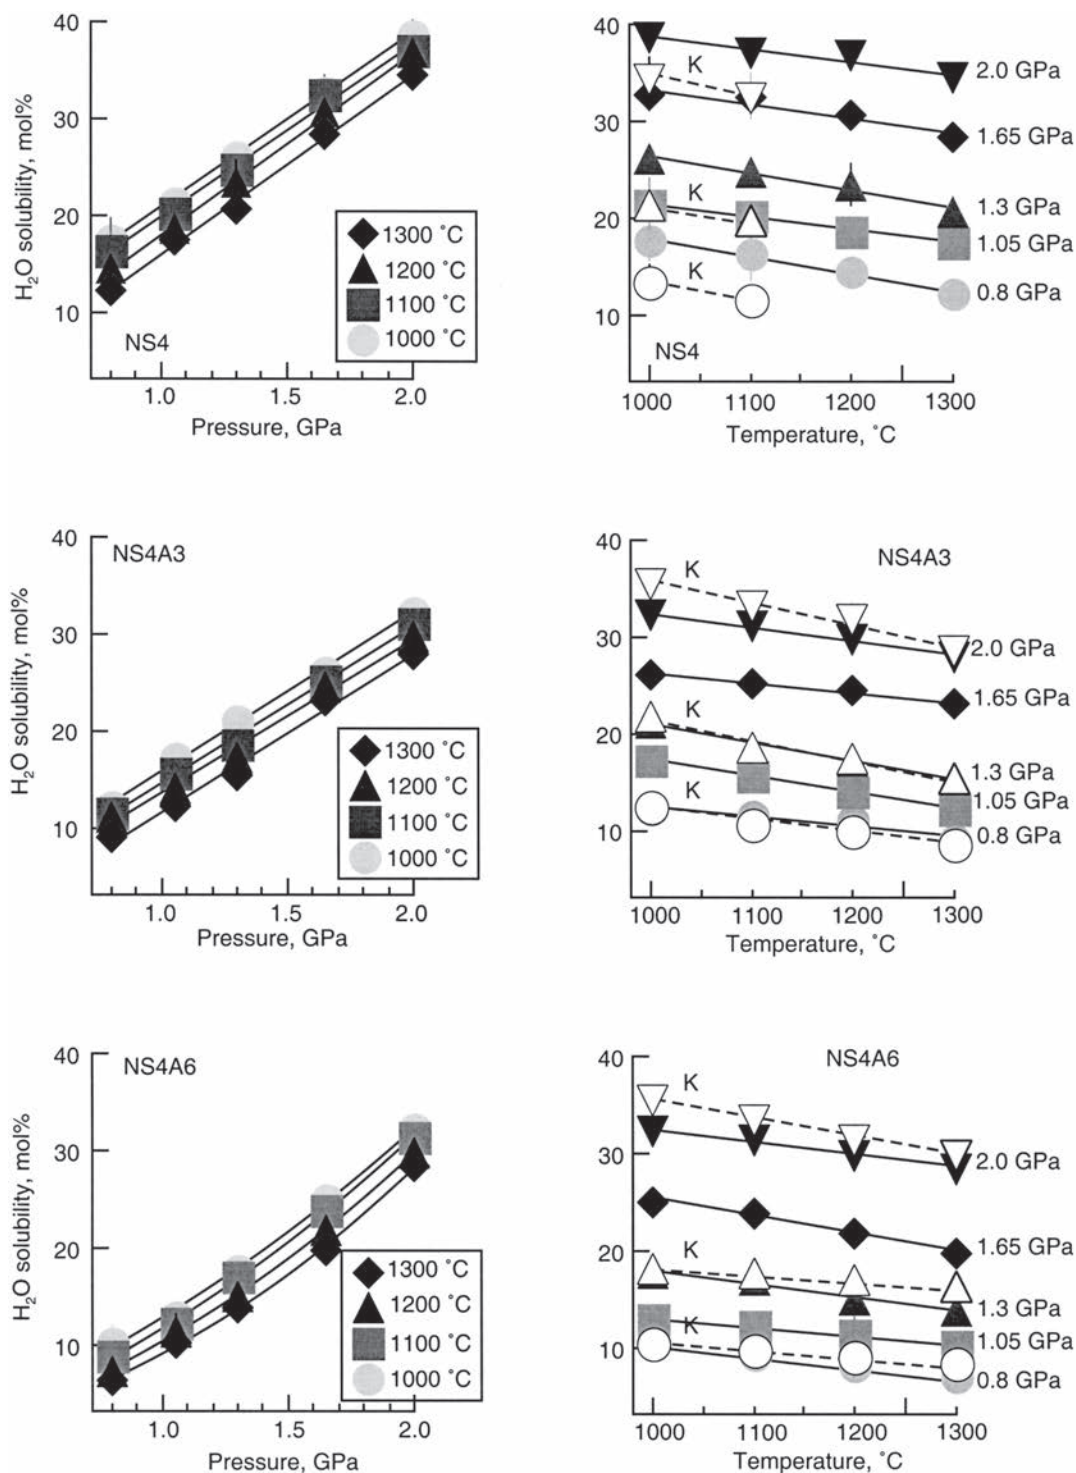 40
30
20
10
H2O solubility, mol%
1300 ˚C
1200 ˚C
1100 ˚C
1000 ˚C
NS4
1.0 1.5 2.0
Pressure, GPa
40
30
20
10
K
K
K
2.0 GPa
1.65 GPa
1.3 GPa
1.05 GPa
0.8 GPa
NS4
1000 1100 1200 1300
Temperature, ˚C
40
30
20
10
H2O solubility, mol%
NS4A3
1300 ˚C
1200 ˚C
1100 ˚C
1000 ˚C
1.0 1.5 2.0
Pressure, GPa
40
30
20
10
NS4A3
K
K
K
2.0 GPa
1.65 GPa
1.3 GPa
1.05 GPa
0.8 GPa
1000 1100 1200 1300
Temperature, ˚C
40
30
20
10
H2O solubility, mol%
NS4A6
1300 ˚C
1200 ˚C
1100 ˚C
1000 ˚C
1.0 1.5 2.0
Pressure, GPa
40
30
20
10
NS4A6
K
K
K
2.0 GPa
1.65 GPa
1.3 GPa
1.05 GPa
0.8 GPa
1000 1100 1200 1300
Temperature, ˚C